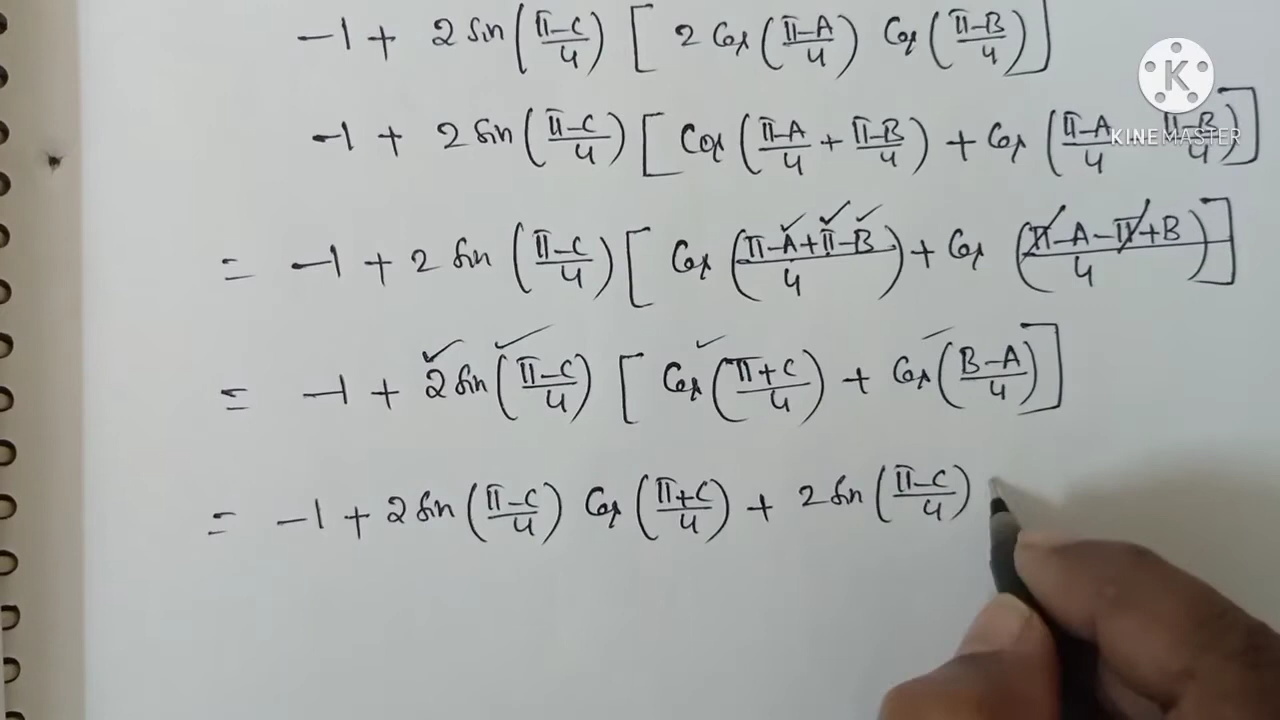 -1 + 2 Sin (π-C/4) [ 2 Cos (π-A/4) Cos (π-B/4) ]
K
KINEMASTER
-1 + 2 Sin (π-C/4) [ Cos (π-A/4 + π-B/4) + Cos (π-A/4 π-B/4) ]
= -1 + 2 Sin (π-C/4) [ Cos (π-A+π-B/4) + Cos (π-A-π+B/4) ]
= -1 + 2 Sin (π-C/4) [ Cos (π+C/4) + Cos (B-A/4) ]
= -1 + 2 Sin (π-C/4) Cos (π+C/4) + 2 Sin (π-C/4)